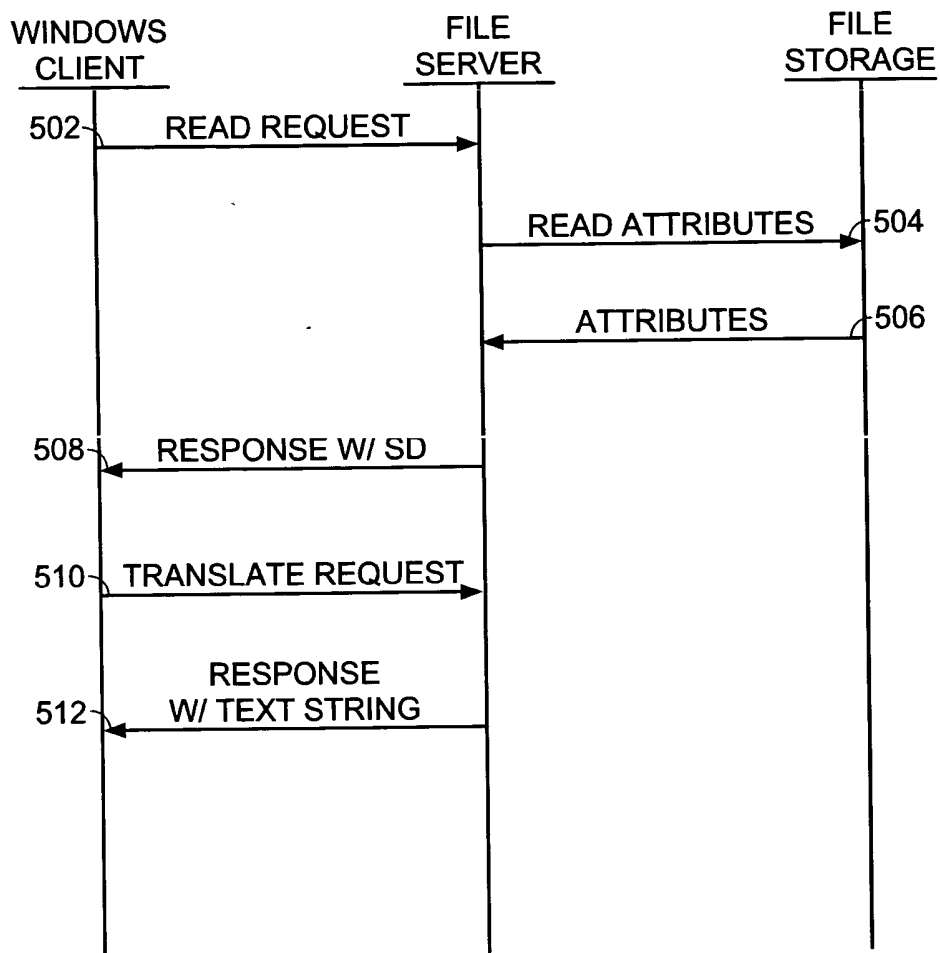 WINDOWS
CLIENT
FILE
SERVER
FILE
STORAGE
502
READ REQUEST
READ ATTRIBUTES
504
ATTRIBUTES
506
508
RESPONSE W/ SD
510
TRANSLATE REQUEST
RESPONSE
W/ TEXT STRING
512